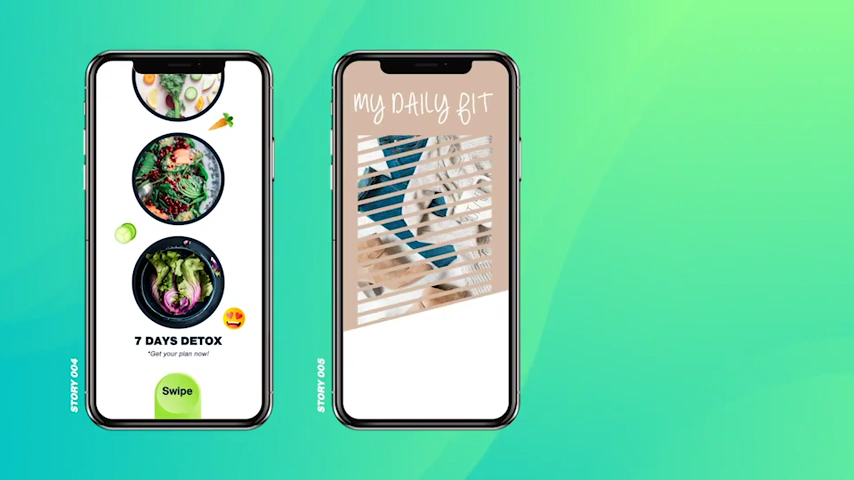 MY DAILY FIT
7 DAYS DETOX
*Get your plan now!
Swipe
STORY 004
STORY 005